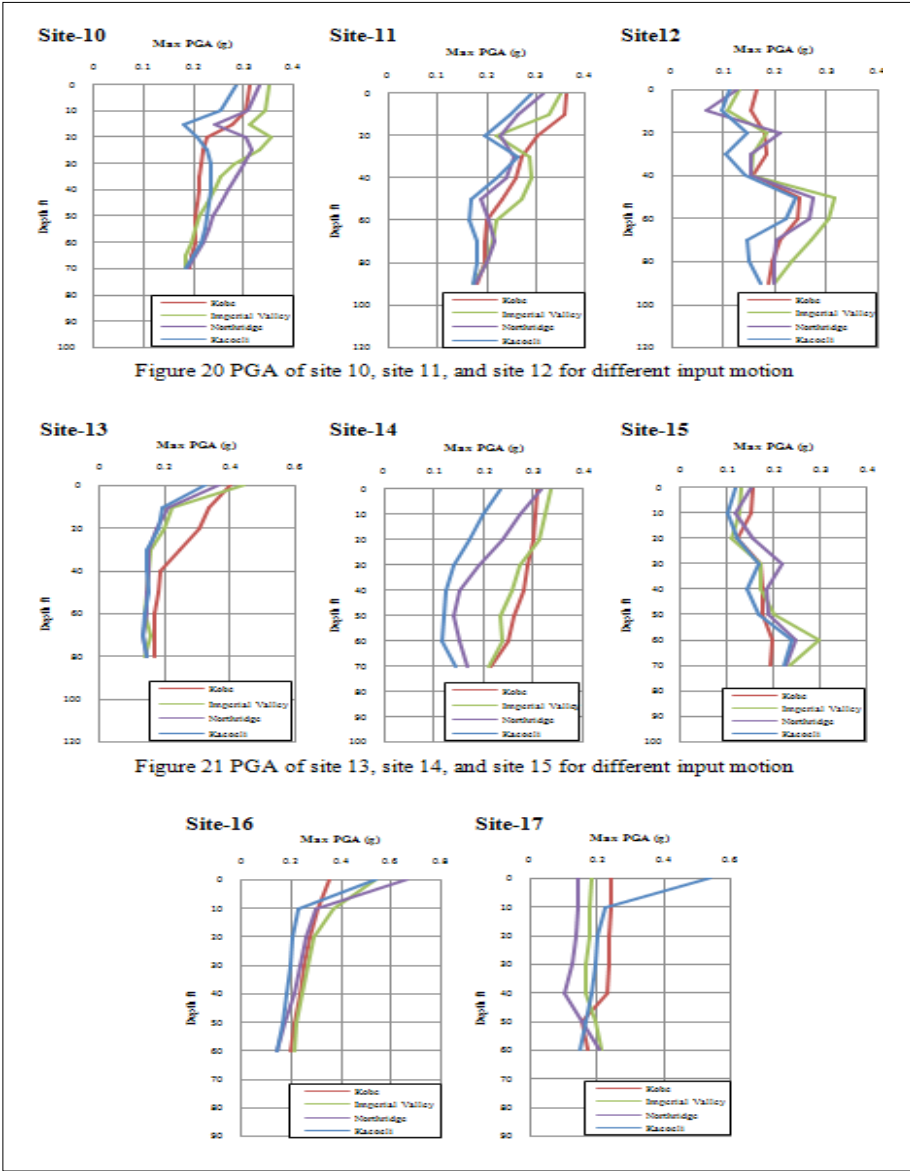 Site-10
Max PGA (g)
0 0.1 0.2 0.3 0.4
0
10
20
30
40
50
60
70
80
90
100
Depth ft
Kobe
Imperial Valley
Northridge
Kacoeli
Site-11
Max PGA (g)
0 0.1 0.2 0.3 0.4
0
20
40
60
80
100
120
Depth ft
Kobe
Imperial Valley
Northridge
Kacoeli
Site12
Max PGA (g)
0 0.1 0.2 0.3 0.4
0
20
40
60
80
100
120
Depth ft
Kobe
Imperial Valley
Northridge
Kacoeli
Figure 20 PGA of site 10, site 11, and site 12 for different input motion
Site-13
Max PGA (g)
0 0.2 0.4 0.6
0
20
40
60
80
100
120
Depth ft
Kobe
Imperial Valley
Northridge
Kacoeli
Site-14
Max PGA (g)
0 0.1 0.2 0.3 0.4
0
10
20
30
40
50
60
70
80
90
100
Depth ft
Kobe
Imperial Valley
Northridge
Kacoeli
Site-15
Max PGA (g)
0 0.1 0.2 0.3 0.4
0
10
20
30
40
50
60
70
80
90
100
Depth ft
Kobe
Imperial Valley
Northridge
Kacoeli
Figure 21 PGA of site 13, site 14, and site 15 for different input motion
Site-16
Max PGA (g)
0 0.2 0.4 0.6 0.8
0
10
20
30
40
50
60
70
80
90
Depth ft
Kobe
Imperial Valley
Northridge
Kacoeli
Site-17
Max PGA (g)
0 0.2 0.4 0.6
0
10
20
30
40
50
60
70
80
90
Depth ft
Kobe
Imperial Valley
Northridge
Kacoeli